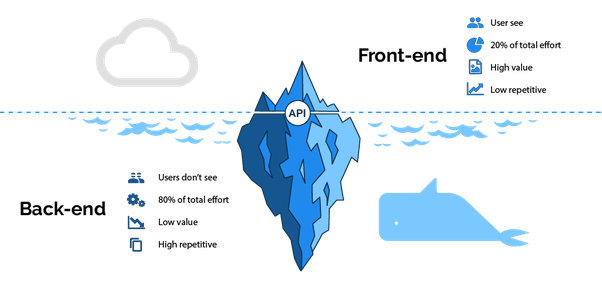 Front-end
User see
20% of total effort
High value
Low repetitive
API
Back-end
Users don't see
80% of total effort
Low value
High repetitive